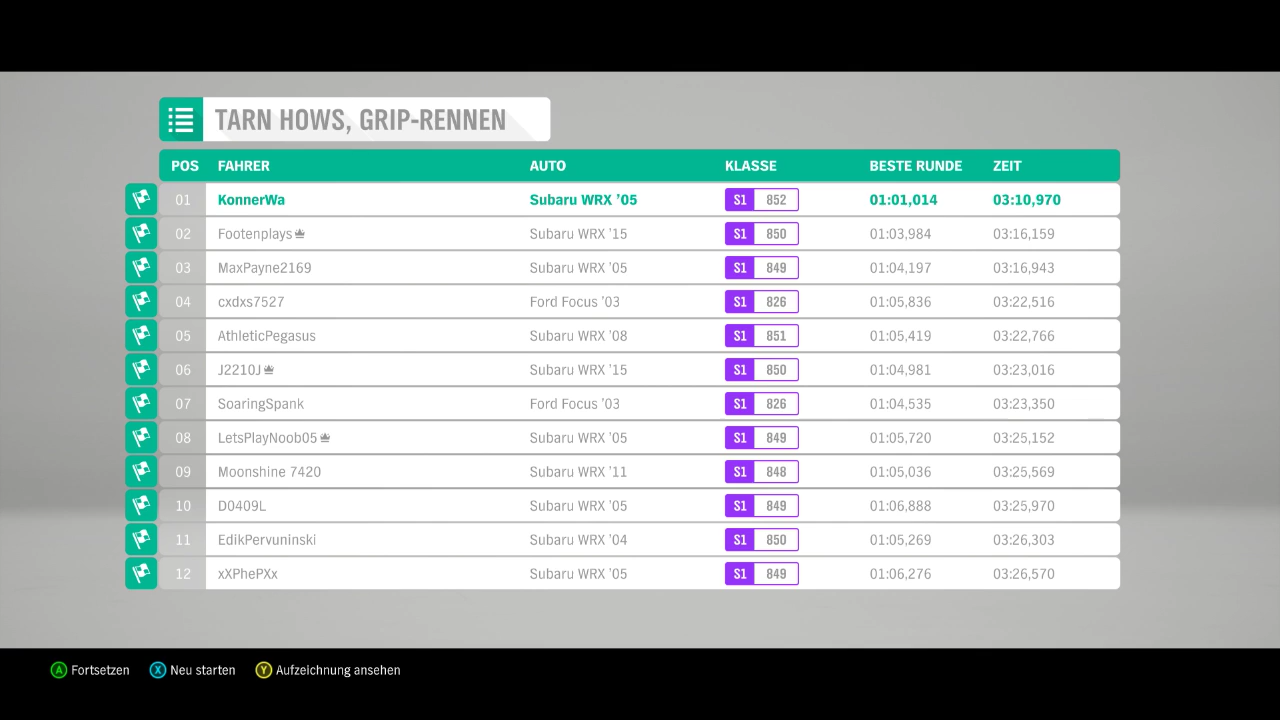 TARN HOWS, GRIP-RENNEN
POS FAHRER AUTO KLASSE BESTE RUNDE ZEIT
01 KonnerWa Subaru WRX ’05 S1 852 01:01,014 03:10,970
02 Footenplays Subaru WRX ’15 S1 850 01:03,984 03:16,159
03 MaxPayne2169 Subaru WRX ’05 S1 849 01:04,197 03:16,943
04 cxdxs7527 Ford Focus ’03 S1 826 01:05,836 03:22,516
05 AthleticPegasus Subaru WRX ’08 S1 851 01:05,419 03:22,766
06 J2210J Subaru WRX ’15 S1 850 01:04,981 03:23,016
07 SoaringSpank Ford Focus ’03 S1 826 01:04,535 03:23,350
08 LetsPlayNoob05 Subaru WRX ’05 S1 849 01:05,720 03:25,152
09 Moonshine 7420 Subaru WRX ’11 S1 848 01:05,036 03:25,569
10 D0409L Subaru WRX ’05 S1 849 01:06,888 03:25,970
11 EdikPervuninski Subaru WRX ’04 S1 850 01:05,269 03:26,303
12 xXPhePXx Subaru WRX ’05 S1 849 01:06,276 03:26,570
A Fortsetzen X Neu starten Y Aufzeichnung ansehen